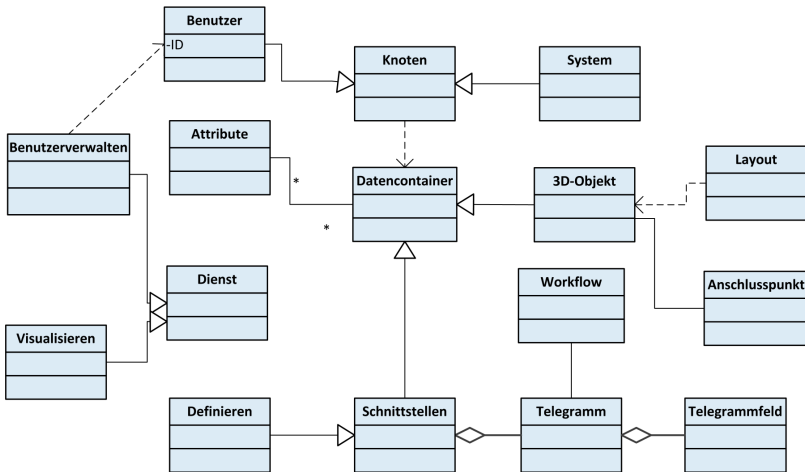 Benutzer
-ID
Knoten
System
Attribute
Benutzerverwalten
*
Datencontainer
3D-Objekt
Layout
*
Dienst
Workflow
Anschlusspunkt
Visualisieren
Definieren
Schnittstellen
Telegramm
Telegrammfeld